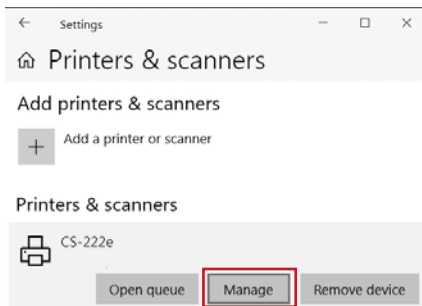 Settings
Printers & scanners
Add printers & scanners
Add a printer or scanner
Printers & scanners
CS-222e
Open queue Manage Remove device